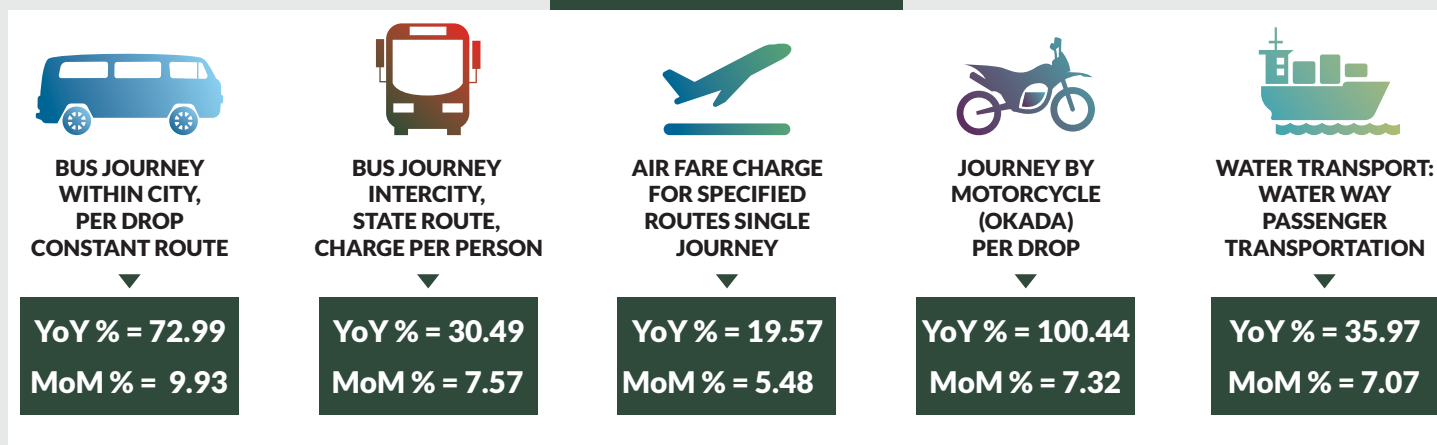 BUS JOURNEY
WITHIN CITY,
PER DROP
CONSTANT ROUTE
YoY % = 72.99
MoM % = 9.93
BUS JOURNEY
INTERCITY,
STATE ROUTE,
CHARGE PER PERSON
YoY % = 30.49
MoM % = 7.57
AIR FARE CHARGE
FOR SPECIFIED
ROUTES SINGLE
JOURNEY
YoY % = 19.57
MoM % = 5.48
JOURNEY BY
MOTORCYCLE
(OKADA)
PER DROP
YoY % = 100.44
MoM % = 7.32
WATER TRANSPORT:
WATER WAY
PASSENGER
TRANSPORTATION
YoY % = 35.97
MoM % = 7.07